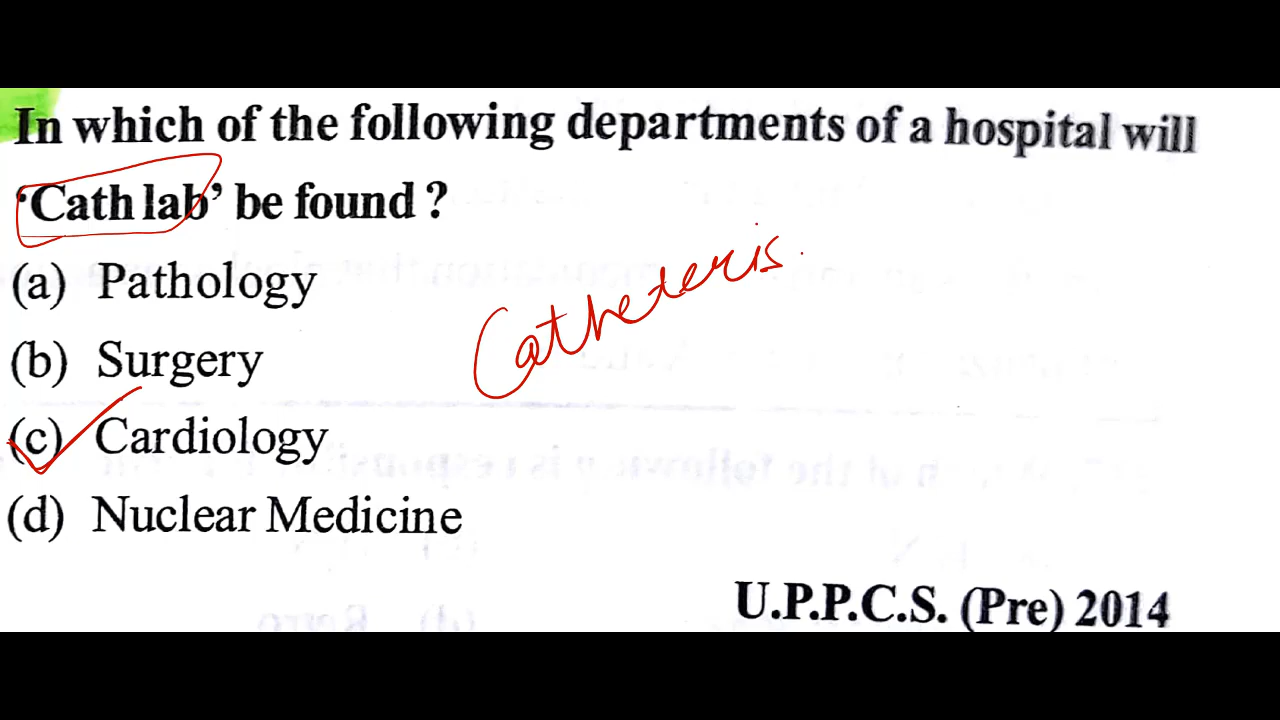 In which of the following departments of a hospital will
'Cath lab' be found ?
(a) Pathology
(b) Surgery
Catheteris
(c) Cardiology
(d) Nuclear Medicine
U.P.P.C.S. (Pre) 2014